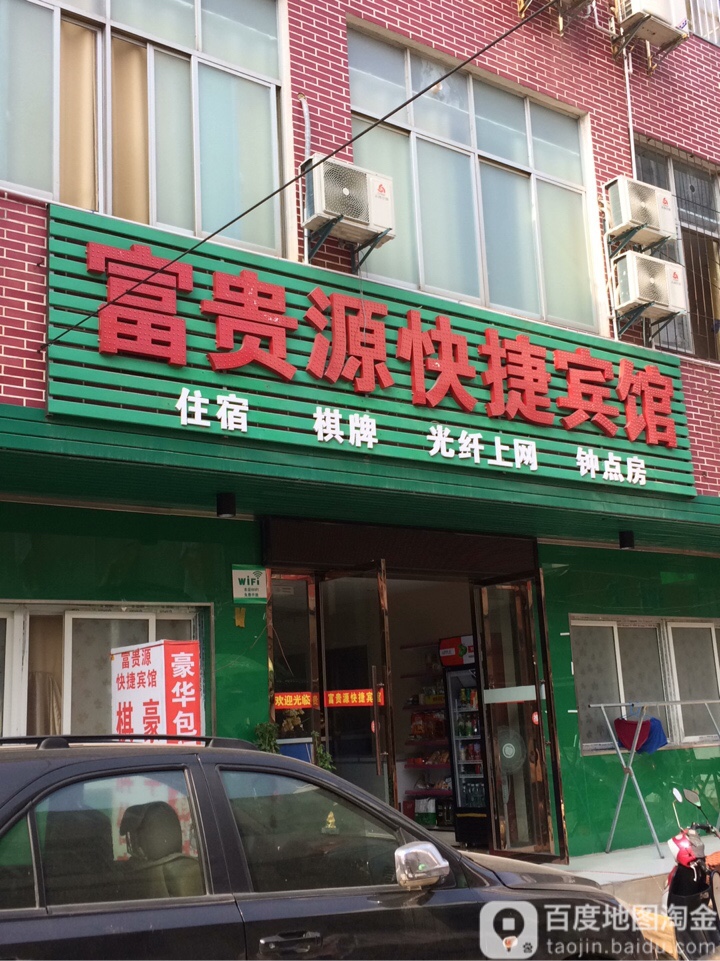 富贵源快捷宾馆
住宿 棋牌 光纤上网 钟点房
WiFi
欢迎光临
富贵源快捷宾馆
富贵源
快捷宾馆
棋豪
豪华包
百度地图淘金
taojin.baidu.com